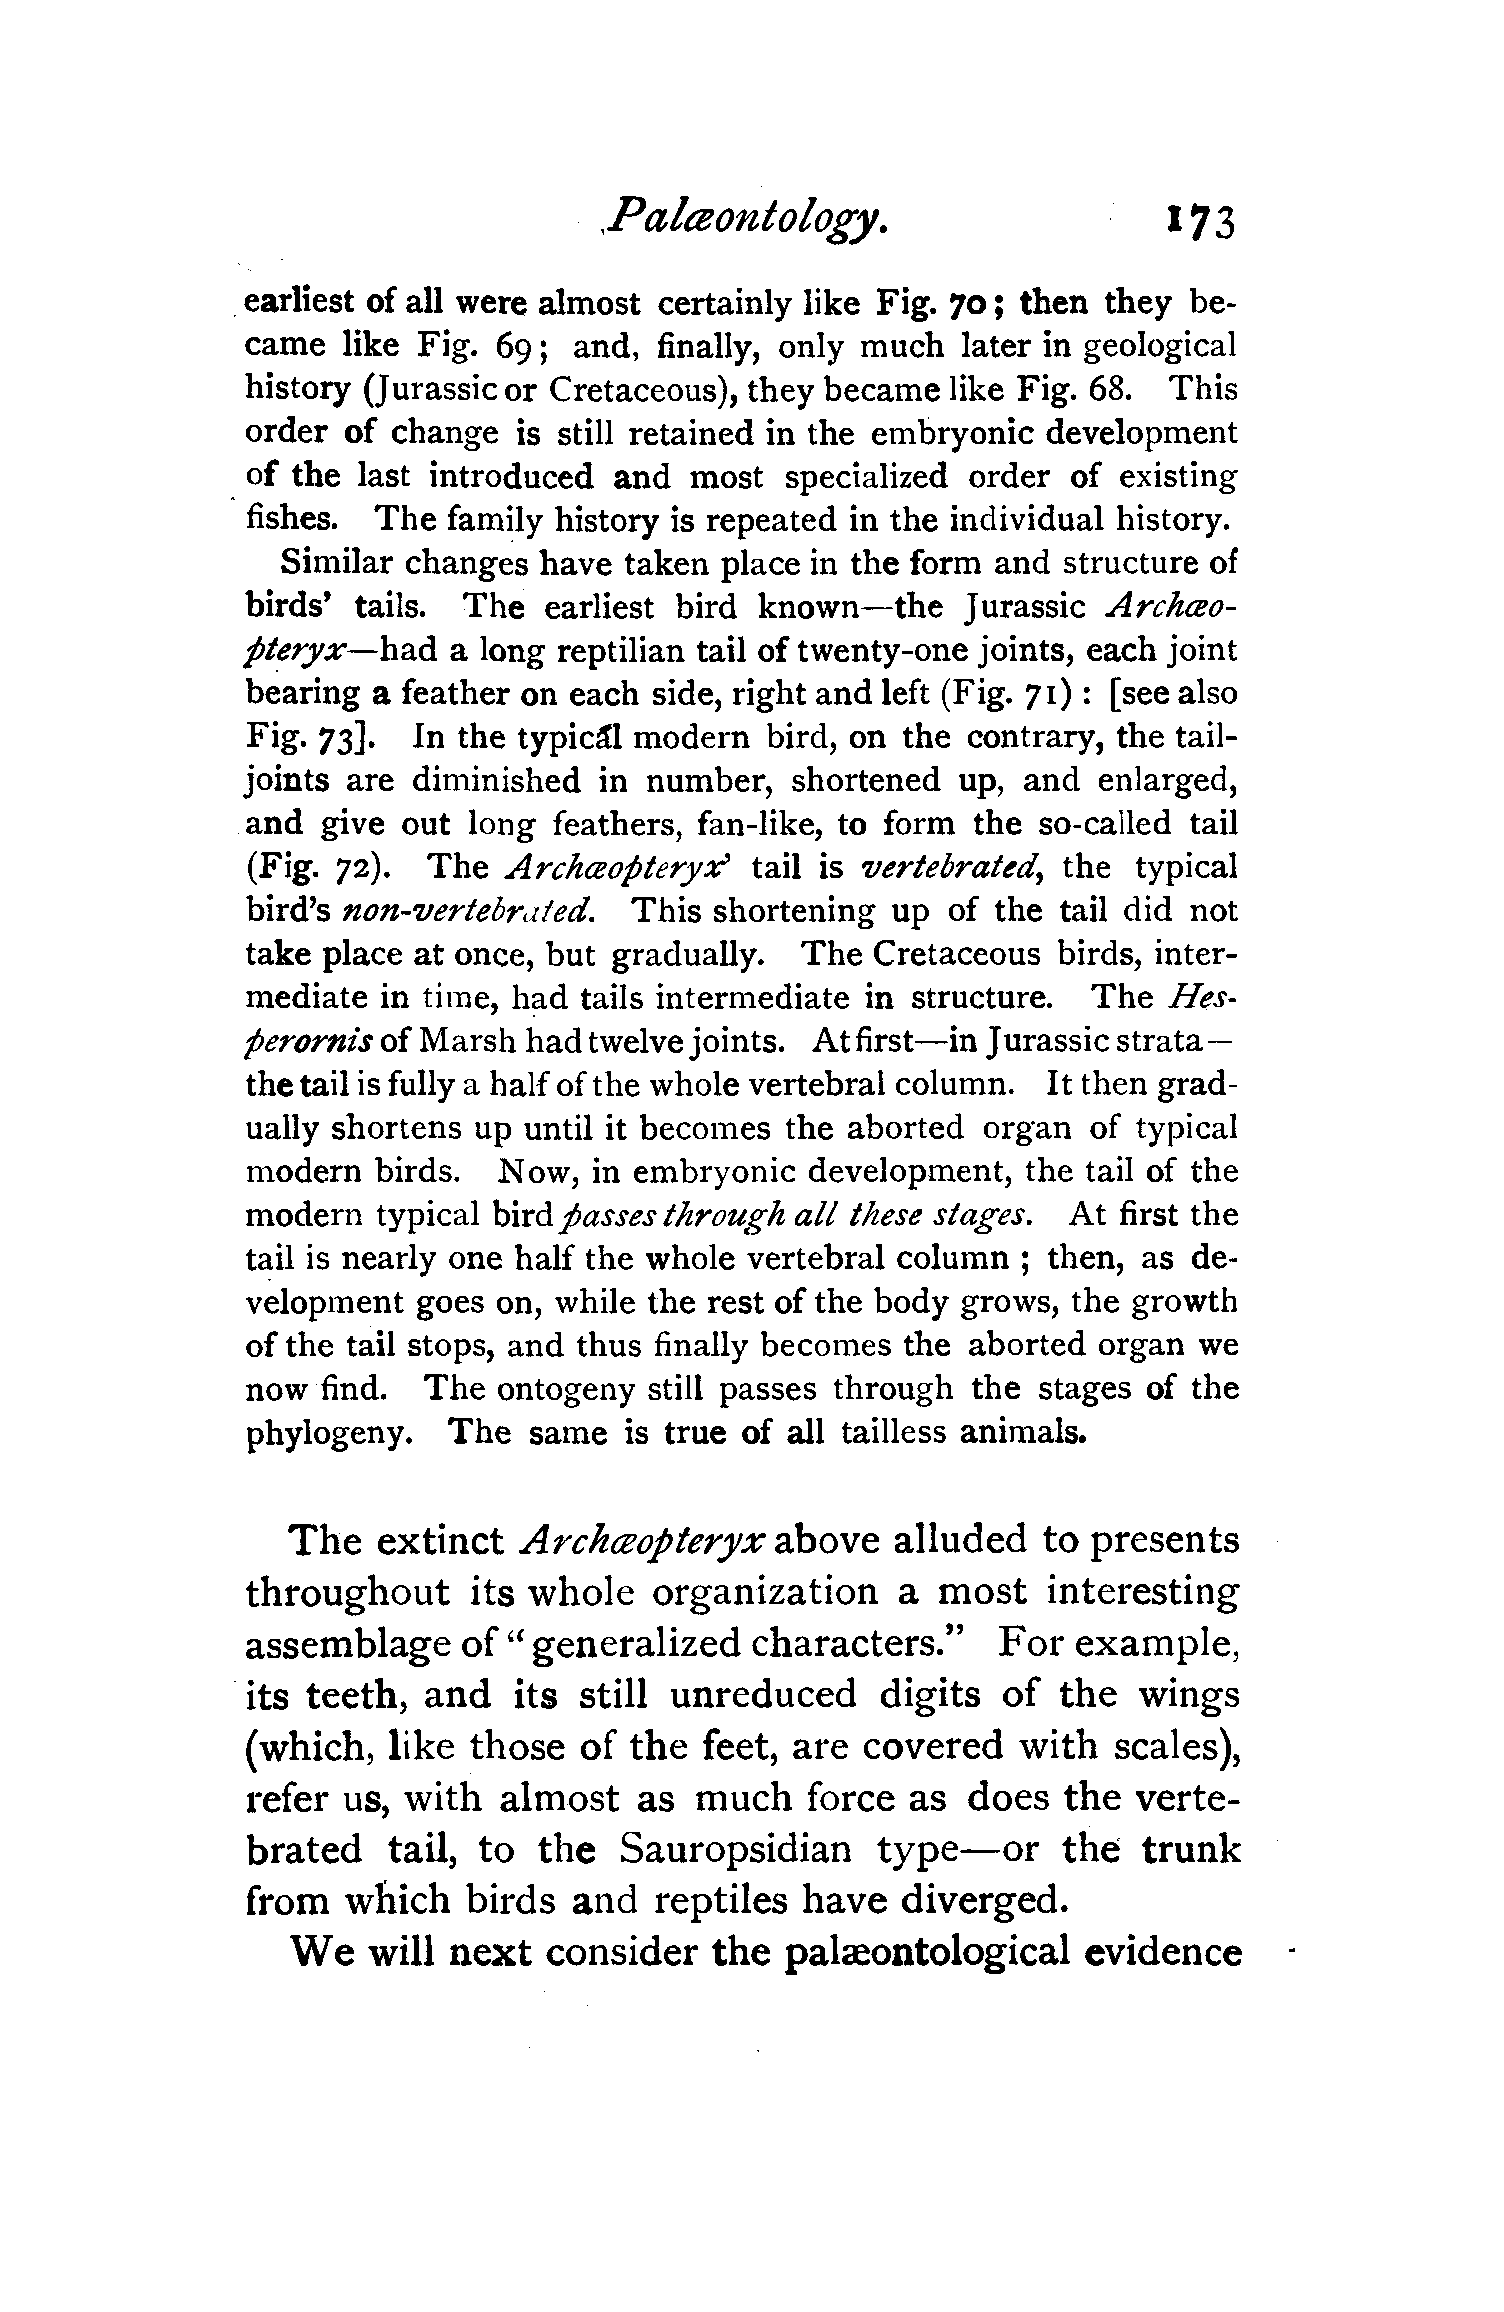 Palæontology. 173
earliest of all were almost certainly like Fig. 70; then they be-
came like Fig. 69; and, finally, only much later in geological
history (Jurassic or Cretaceous), they became like Fig. 68. This
order of change is still retained in the embryonic development
of the last introduced and most specialized order of existing
fishes. The family history is repeated in the individual history.
Similar changes have taken place in the form and structure of
birds' tails. The earliest bird known—the Jurassic Archæo-
pteryx—had a long reptilian tail of twenty-one joints, each joint
bearing a feather on each side, right and left (Fig. 71): [see also
Fig. 73]. In the typical modern bird, on the contrary, the tail-
joints are diminished in number, shortened up, and enlarged,
and give out long feathers, fan-like, to form the so-called tail
(Fig. 72). The Archæopteryx' tail is vertebrated, the typical
bird's non-vertebrated. This shortening up of the tail did not
take place at once, but gradually. The Cretaceous birds, inter-
mediate in time, had tails intermediate in structure. The Hes-
perornis of Marsh had twelve joints. At first—in Jurassic strata—
the tail is fully a half of the whole vertebral column. It then grad-
ually shortens up until it becomes the aborted organ of typical
modern birds. Now, in embryonic development, the tail of the
modern typical bird passes through all these stages. At first the
tail is nearly one half the whole vertebral column; then, as de-
velopment goes on, while the rest of the body grows, the growth
of the tail stops, and thus finally becomes the aborted organ we
now find. The ontogeny still passes through the stages of the
phylogeny. The same is true of all tailless animals.
The extinct Archæopteryx above alluded to presents
throughout its whole organization a most interesting
assemblage of "generalized characters." For example,
its teeth, and its still unreduced digits of the wings
(which, like those of the feet, are covered with scales),
refer us, with almost as much force as does the verte-
brated tail, to the Sauropsidian type—or the trunk
from which birds and reptiles have diverged.
We will next consider the palæontological evidence